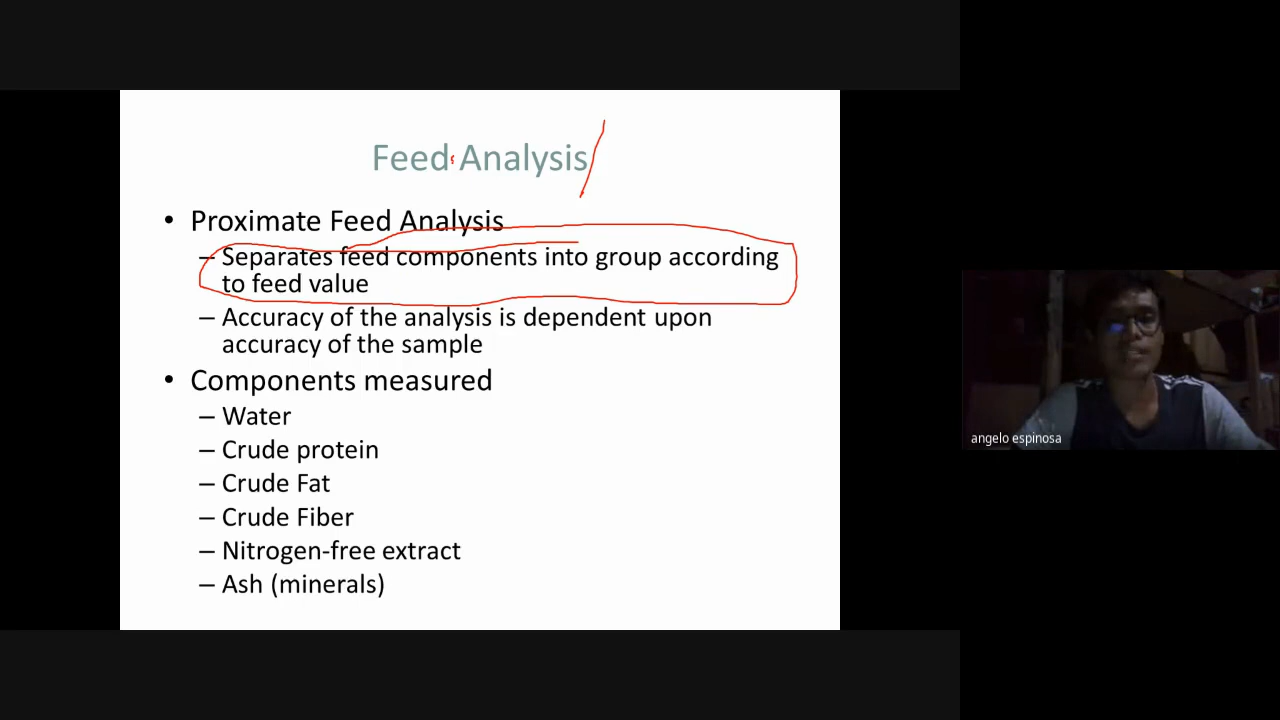 Feed Analysis
• Proximate Feed Analysis
– Separates feed components into group according
to feed value
– Accuracy of the analysis is dependent upon
accuracy of the sample
• Components measured
– Water
– Crude protein
– Crude Fat
– Crude Fiber
– Nitrogen-free extract
– Ash (minerals)
angelo espinosa